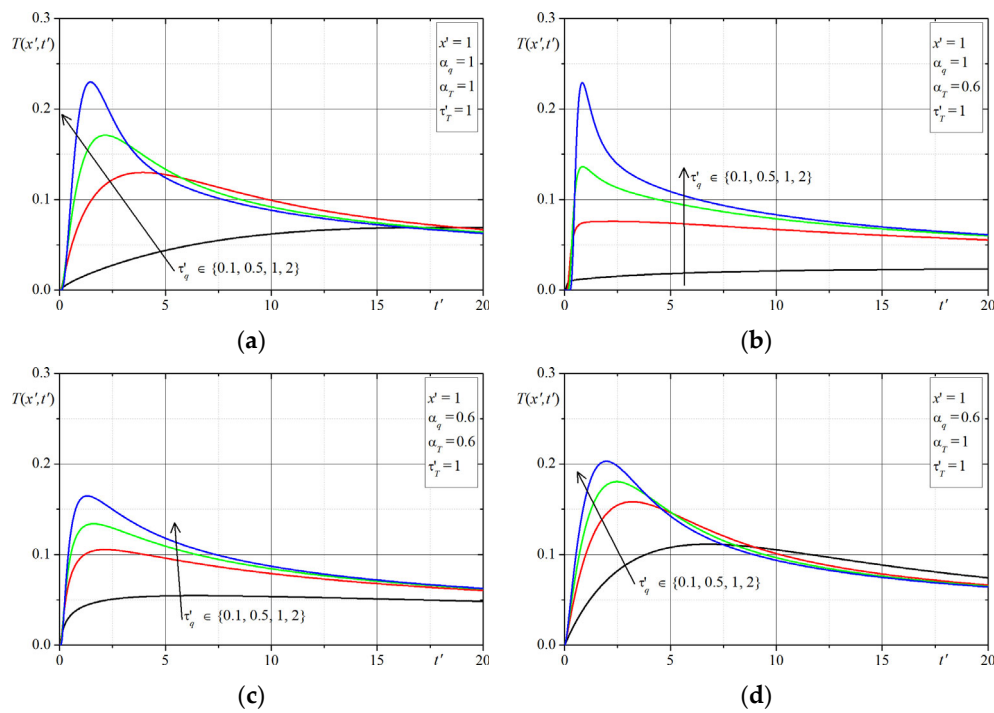 0.3
T(x',t')
0.2
0.1
0.0
0 5 10 15 t' 20
x' = 1
α_q = 1
α_T = 1
τ'_T = 1
τ'_q ∈ {0.1, 0.5, 1, 2}
(a)
0.3
T(x',t')
0.2
0.1
0.0
0 5 10 15 t' 20
x' = 1
α_q = 1
α_T = 0.6
τ'_T = 1
τ'_q ∈ {0.1, 0.5, 1, 2}
(b)
0.3
T(x',t')
0.2
0.1
0.0
0 5 10 15 t' 20
x' = 1
α_q = 0.6
α_T = 0.6
τ'_T = 1
τ'_q ∈ {0.1, 0.5, 1, 2}
(c)
0.3
T(x',t')
0.2
0.1
0.0
0 5 10 15 t' 20
x' = 1
α_q = 0.6
α_T = 1
τ'_T = 1
τ'_q ∈ {0.1, 0.5, 1, 2}
(d)